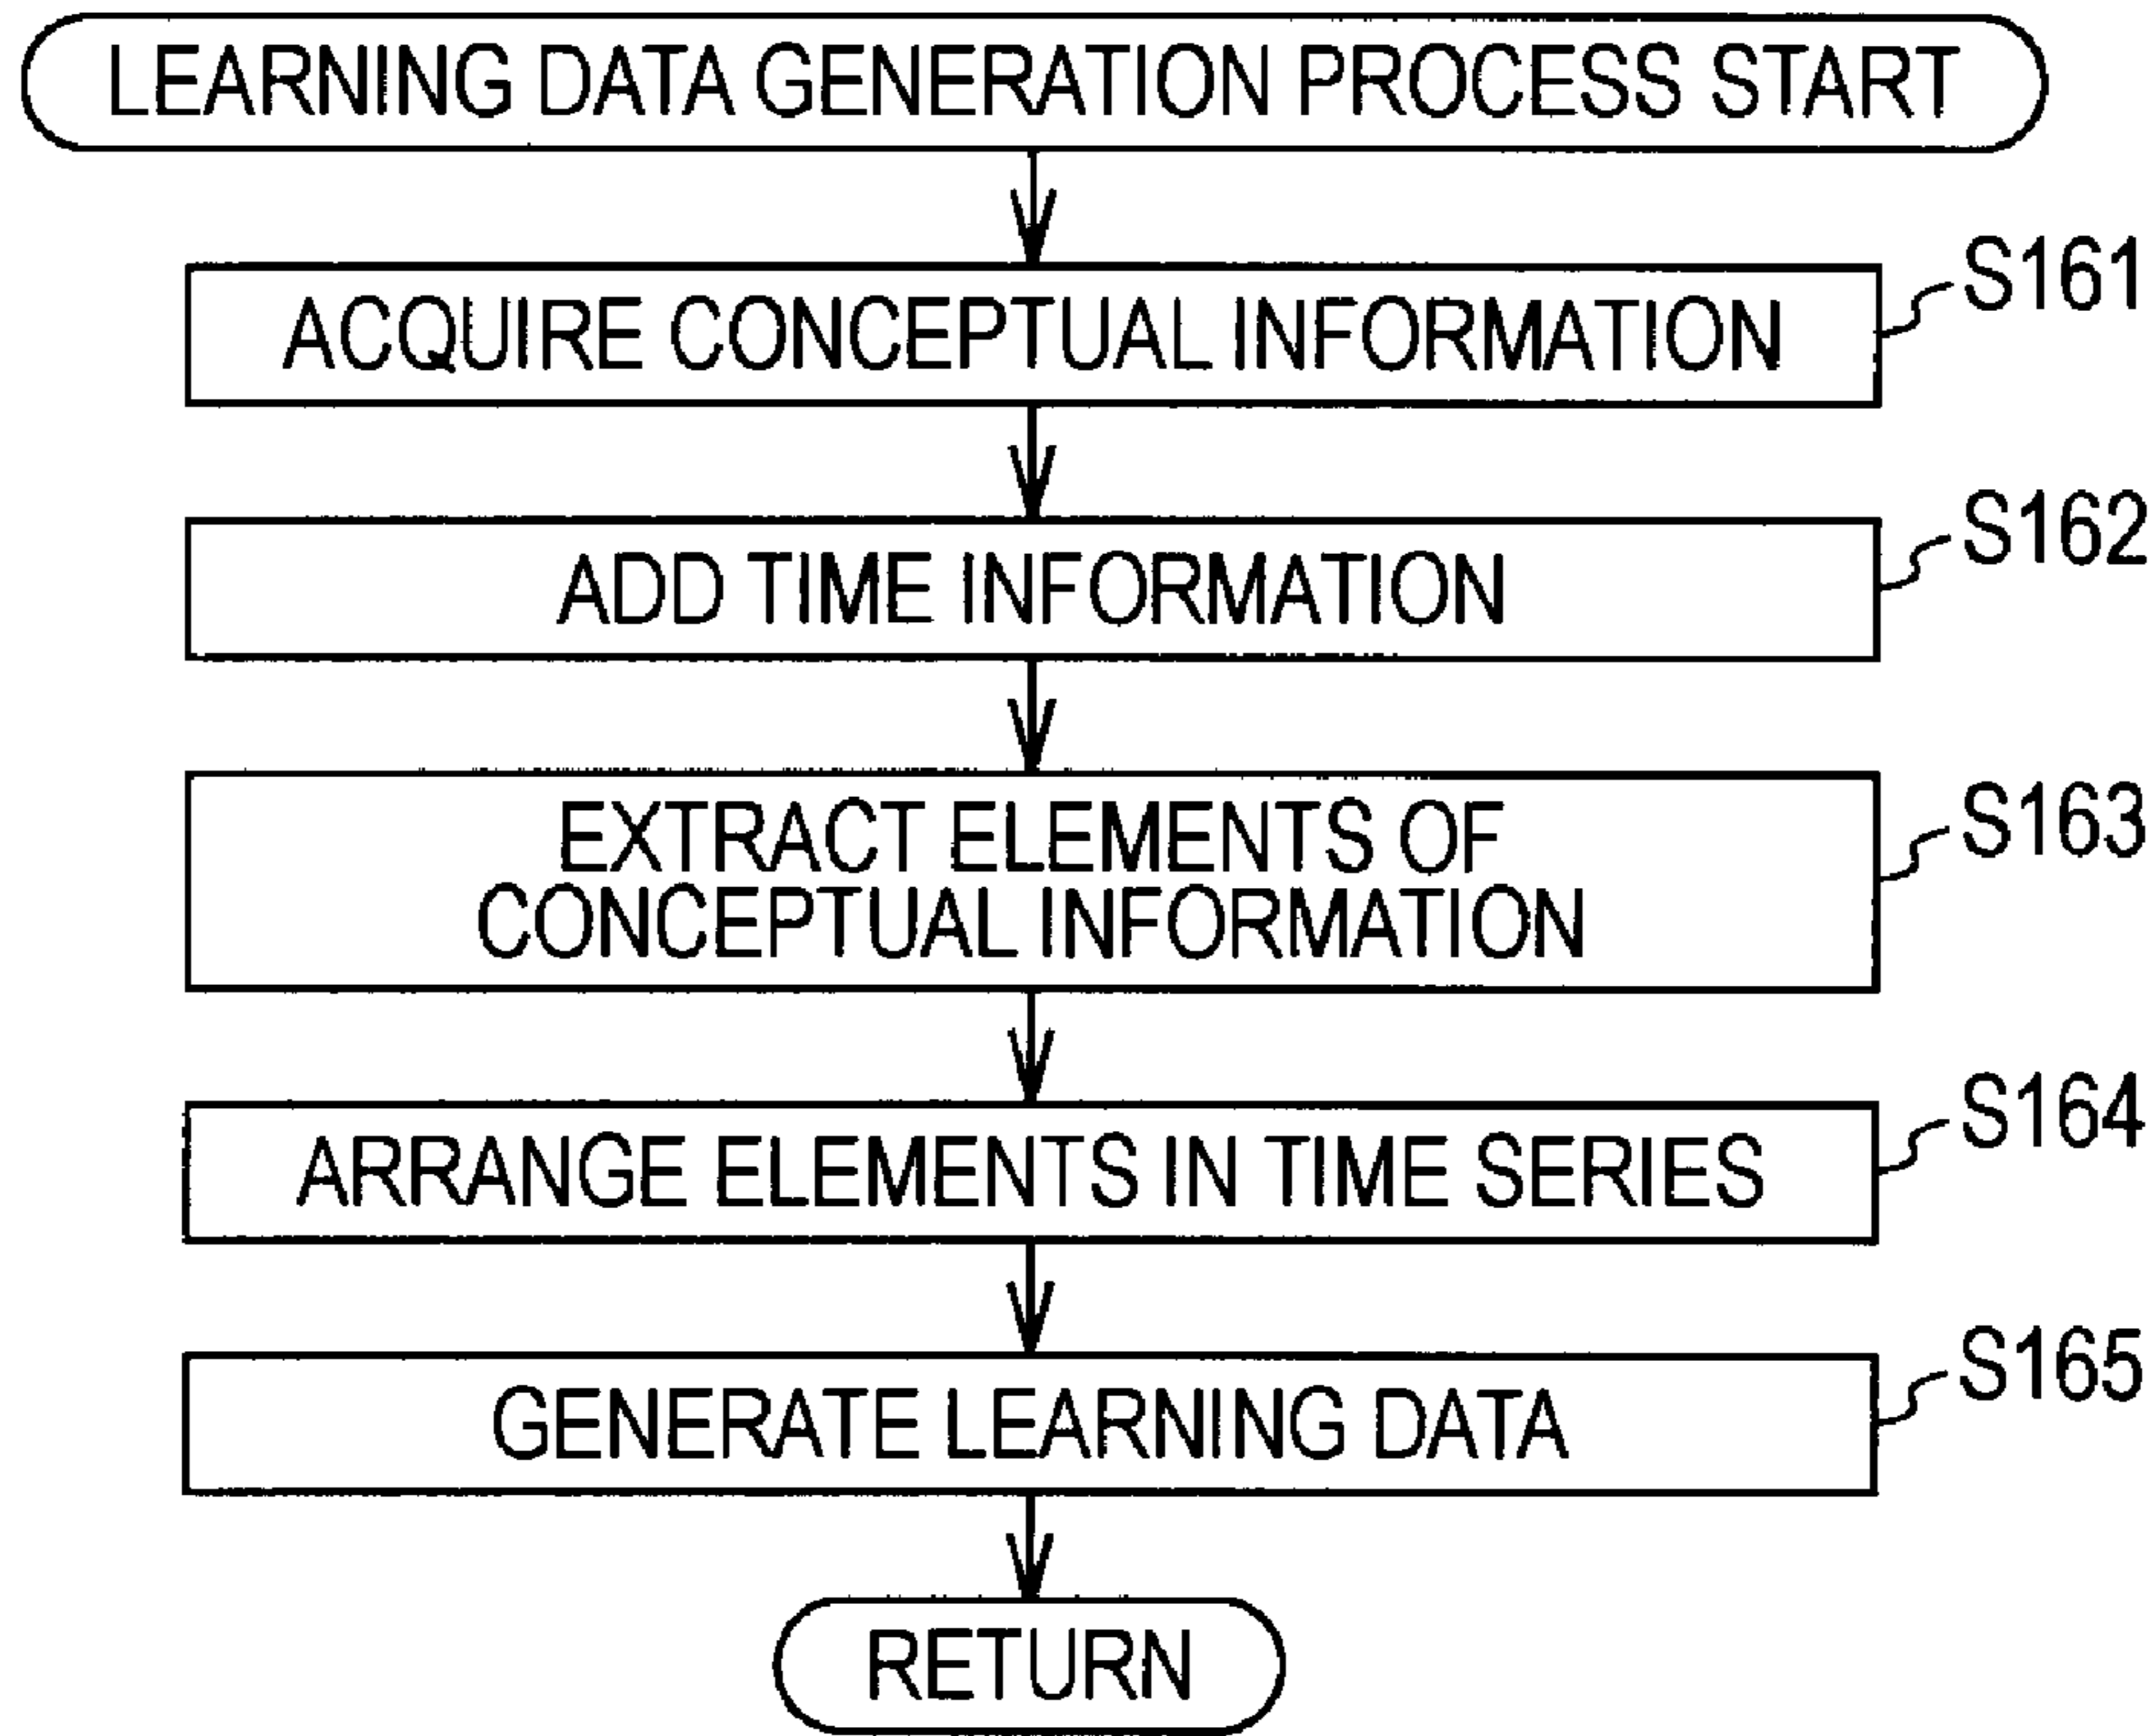 LEARNING DATA GENERATION PROCESS START
ACQUIRE CONCEPTUAL INFORMATION
S161
ADD TIME INFORMATION
S162
EXTRACT ELEMENTS OF
CONCEPTUAL INFORMATION
S163
ARRANGE ELEMENTS IN TIME SERIES
S164
GENERATE LEARNING DATA
S165
RETURN